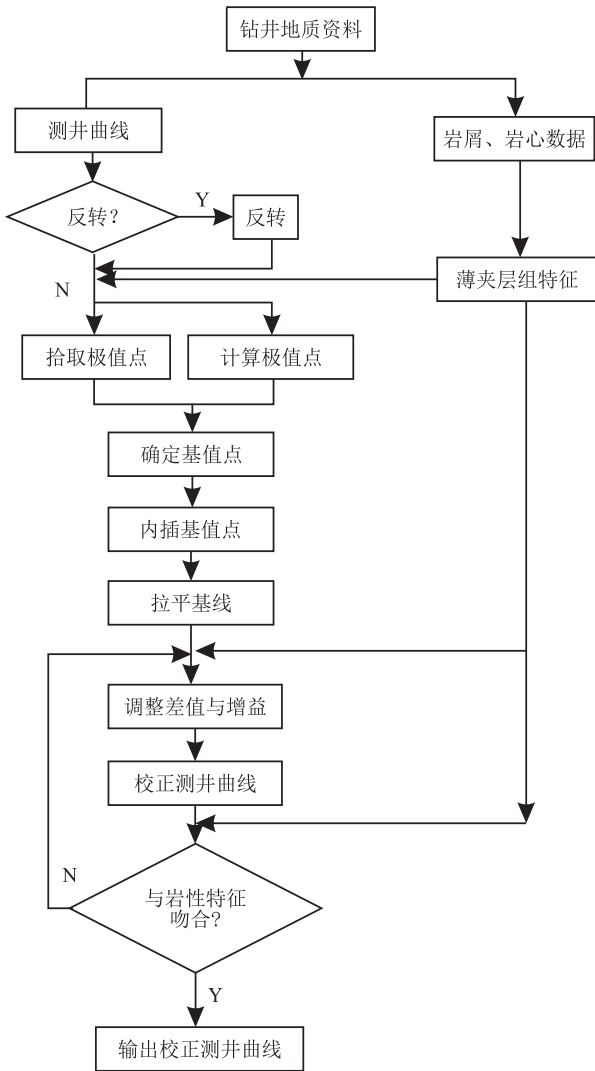 钻井地质资料
测井曲线
岩屑、岩心数据
反转?
Y
反转
薄夹层组特征
N
拾取极值点
计算极值点
确定基值点
内插基值点
拉平基线
调整差值与增益
校正测井曲线
N
与岩性特征
吻合?
Y
输出校正测井曲线